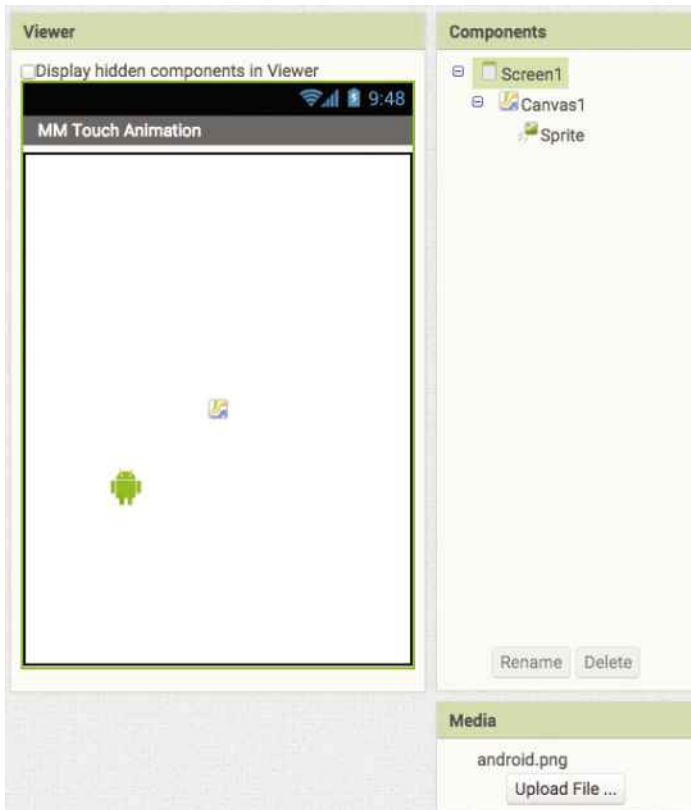 Viewer
Display hidden components in Viewer
9:48
MM Touch Animation
Components
Screen1
Canvas1
Sprite
Rename Delete
Media
android.png
Upload File ...